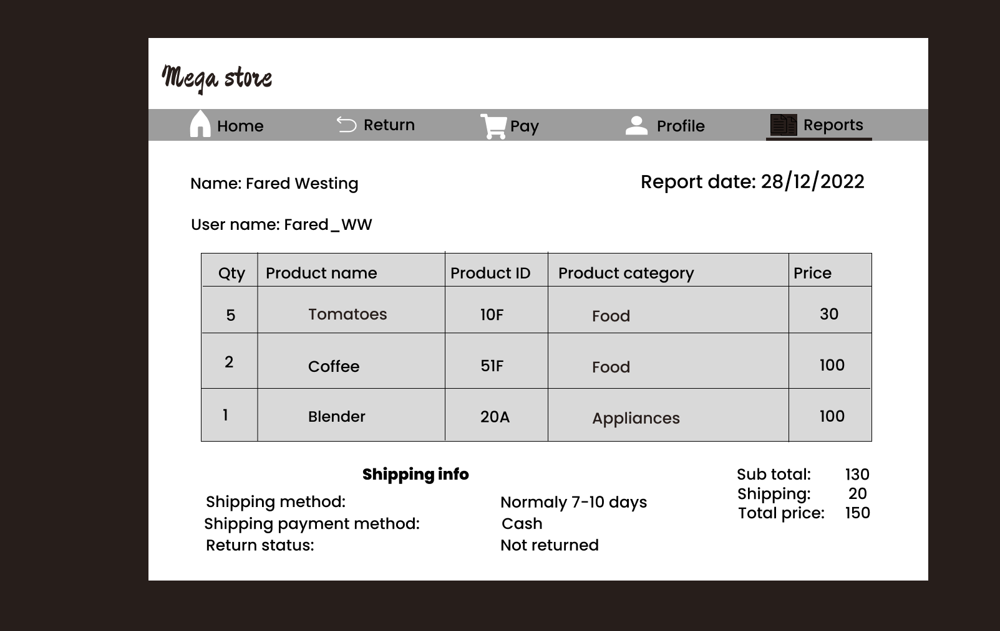 Mega store
Home Return Pay Profile Reports
Name: Fared Westing
Report date: 28/12/2022
User name: Fared_WW
Qty Product name Product ID Product category Price
5 Tomatoes 10F Food 30
2 Coffee 51F Food 100
1 Blender 20A Appliances 100
Shipping info
Shipping method: Normaly 7-10 days
Shipping payment method: Cash
Return status: Not returned
Sub total: 130
Shipping: 20
Total price: 150